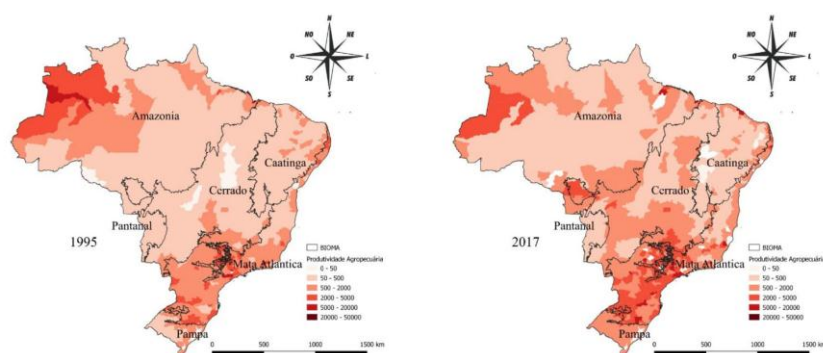 N
NO NE
O L
SO SE
S
Amazonia
Caatinga
Cerrado
Pantanal
1995
Mata Atlantica
Pampa
BIOMA
Produtividade Agropecuária
0 - 50
50 - 500
500 - 2000
2000 - 5000
5000 - 20000
20000 - 50000
0 500 1000 1500 km
N
NO NE
O L
SO SE
S
Amazonia
Caatinga
Cerrado
Pantanal
2017
Mata Atlantica
Pampa
BIOMA
Produtividade Agropecuária
0 - 50
50 - 500
500 - 2000
2000 - 5000
5000 - 20000
20000 - 50000
0 500 1000 1500 km